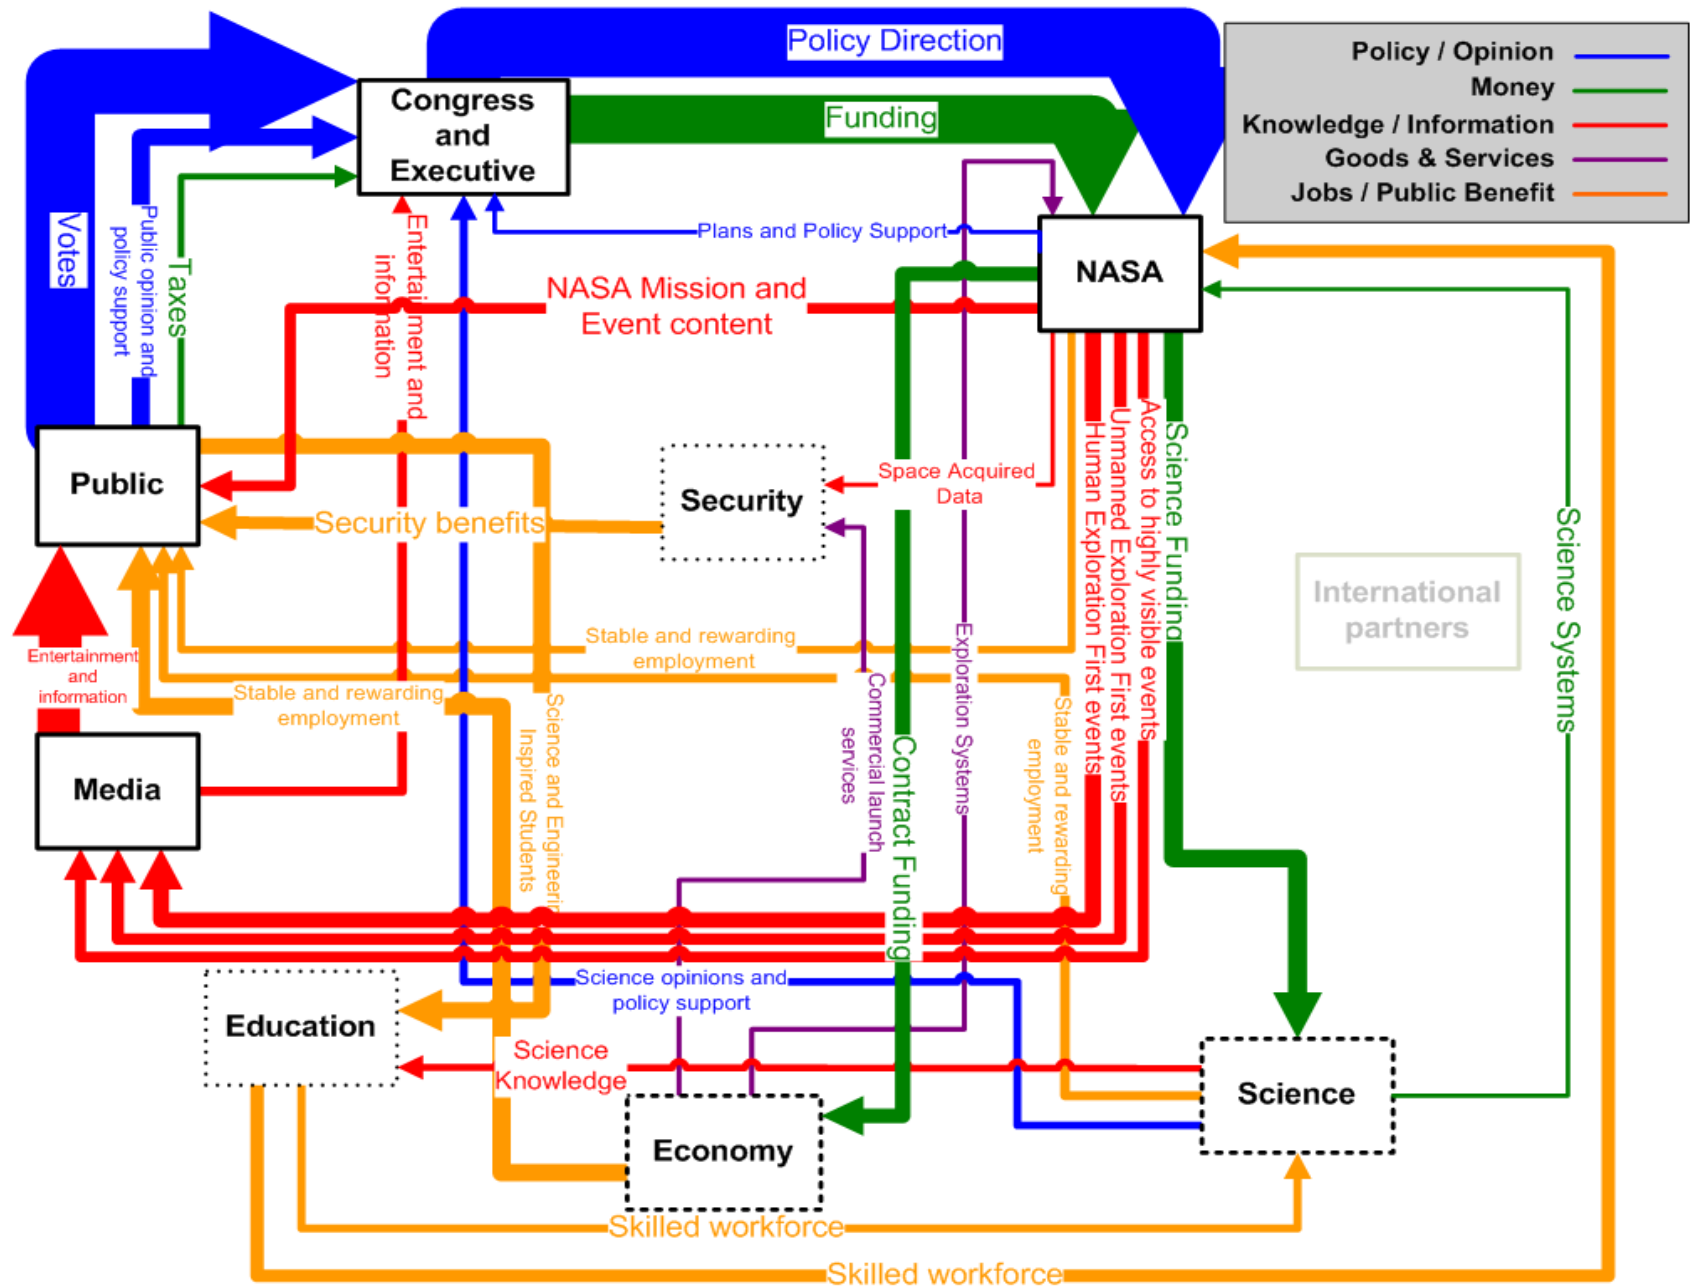 Policy Direction
Policy / Opinion
Money
Knowledge / Information
Goods & Services
Jobs / Public Benefit
Congress
and
Executive
Funding
Votes
Public opinion and
policy support
Taxes
Entertainment and
information
Plans and Policy Support
NASA
NASA Mission and
Event content
Public
Security
Space Acquired
Data
Security benefits
Science Funding
Access to highly visible events
Unmanned Exploration First events
Human Exploration First events
Science Systems
International
partners
Stable and rewarding
employment
Entertainment
and
information
Stable and rewarding
employment
Science and Engineerin
Inspired Students
Commercial launch
services
Exploration Systems
Contract Funding
Stable and rewarding
employment
Media
Science opinions and
policy support
Education
Science
Knowledge
Economy
Science
Skilled workforce
Skilled workforce